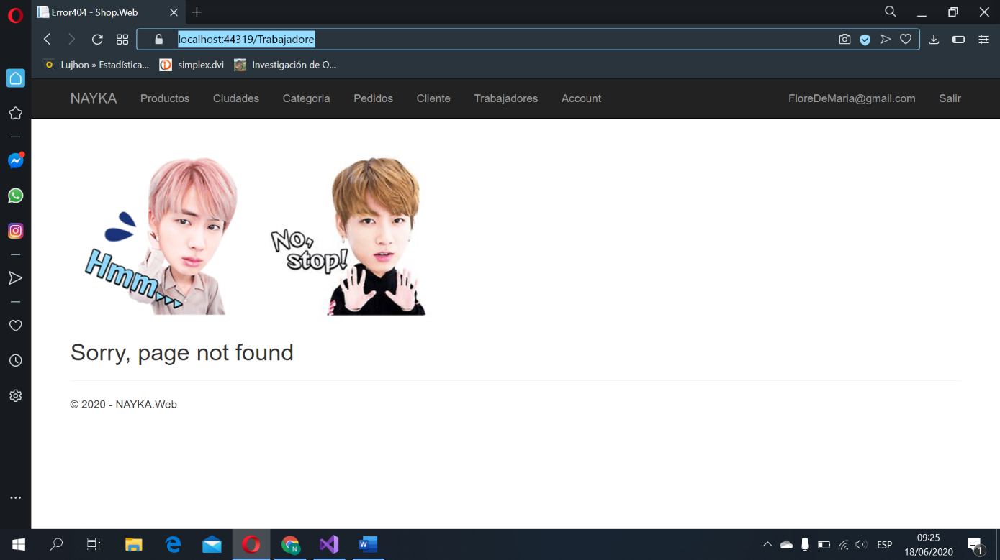 Error404 - Shop.Web
localhost:44319/Trabajadore
Lujhon » Estadística...
simplex.dvi
Investigación de O...
NAYKA Productos Ciudades Categoria Pedidos Cliente Trabajadores Account FloreDeMaria@gmail.com Salir
Hmm...
No,
stop!
Sorry, page not found
© 2020 - NAYKA.Web
ESP
09:25
18/06/2020
1